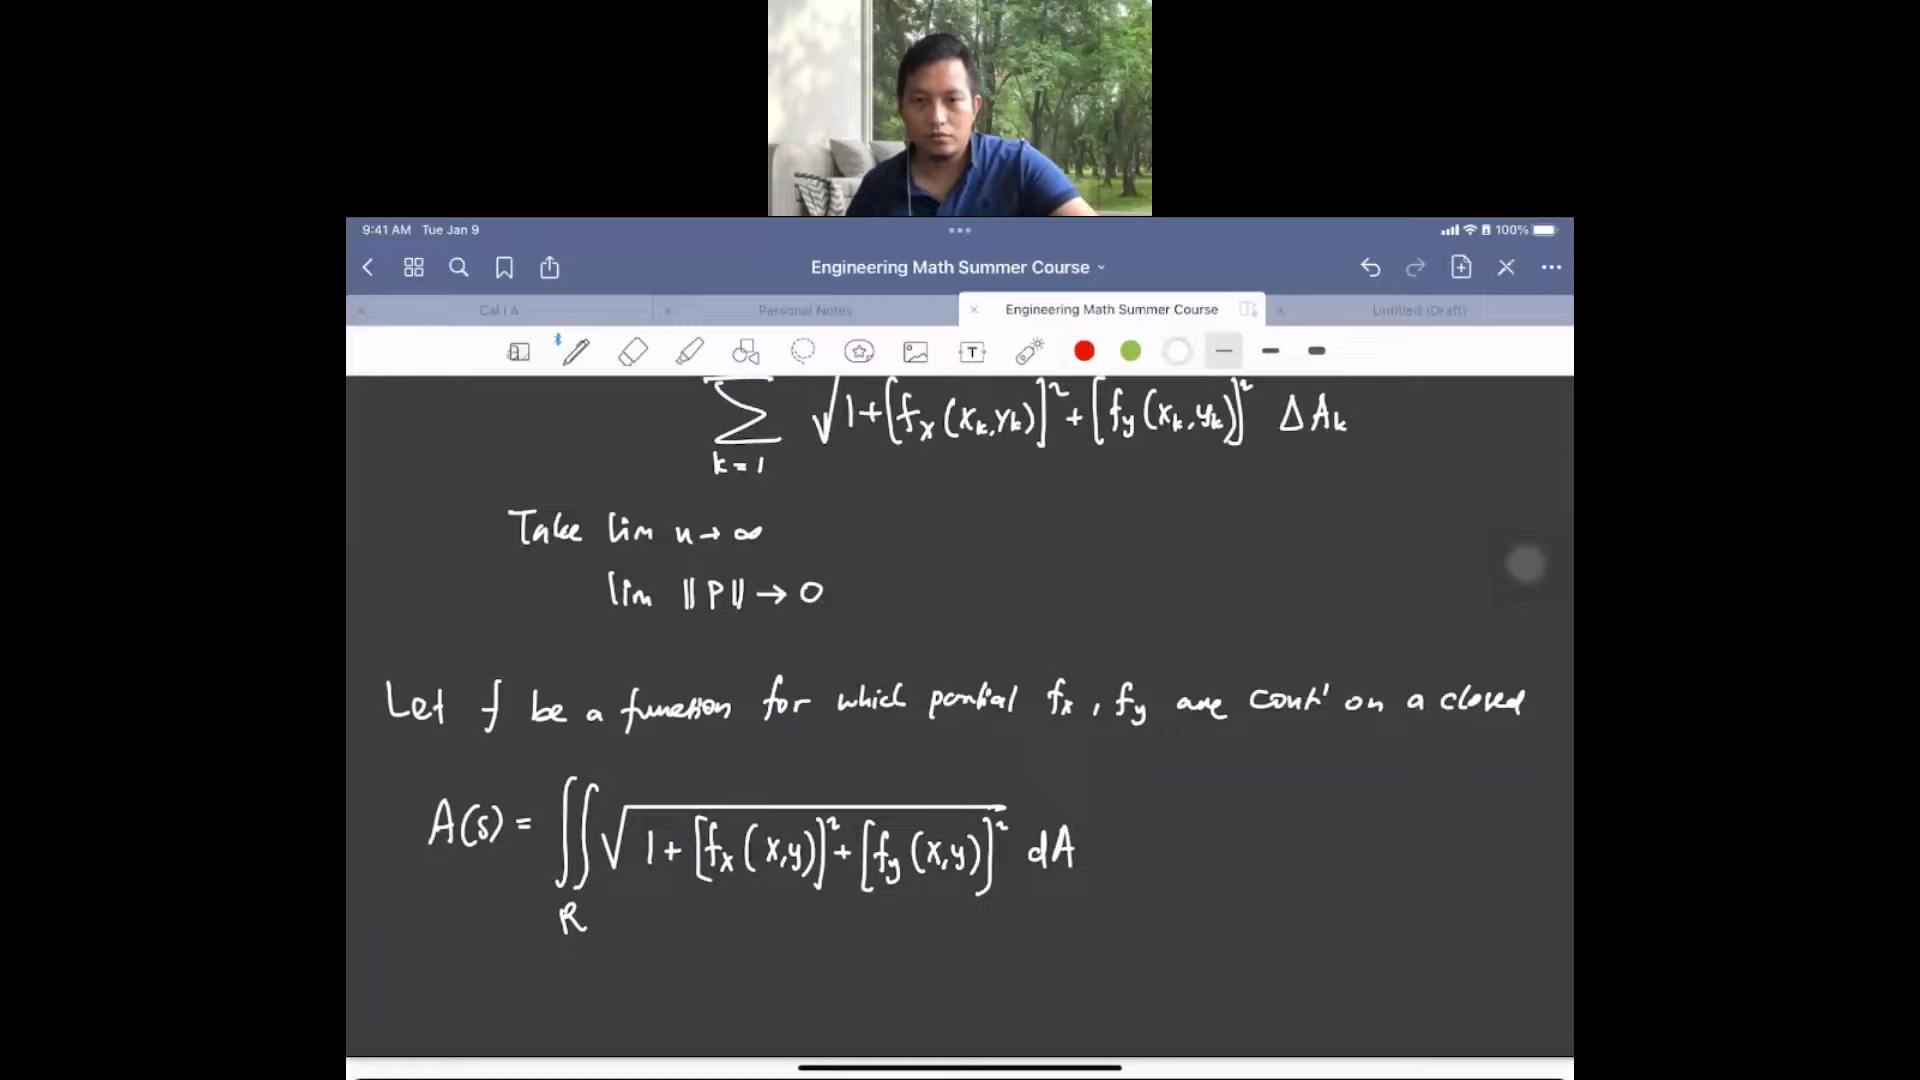 9:41 AM Tue Jan 9
100%
Engineering Math Summer Course
Cal I A
Personal Notes
Engineering Math Summer Course
Untitled (Draft)
T
∑ √1+[fx(xk,yk)]²+[fy(xk,yk)]² ΔAk
k=1
Take lim n→∞
lim ||P||→0
Let f be a function for which partial fx, fy are cont' on a closed
A(s) = ∬ √1+[fx(x,y)]²+[fy(x,y)]² dA
R